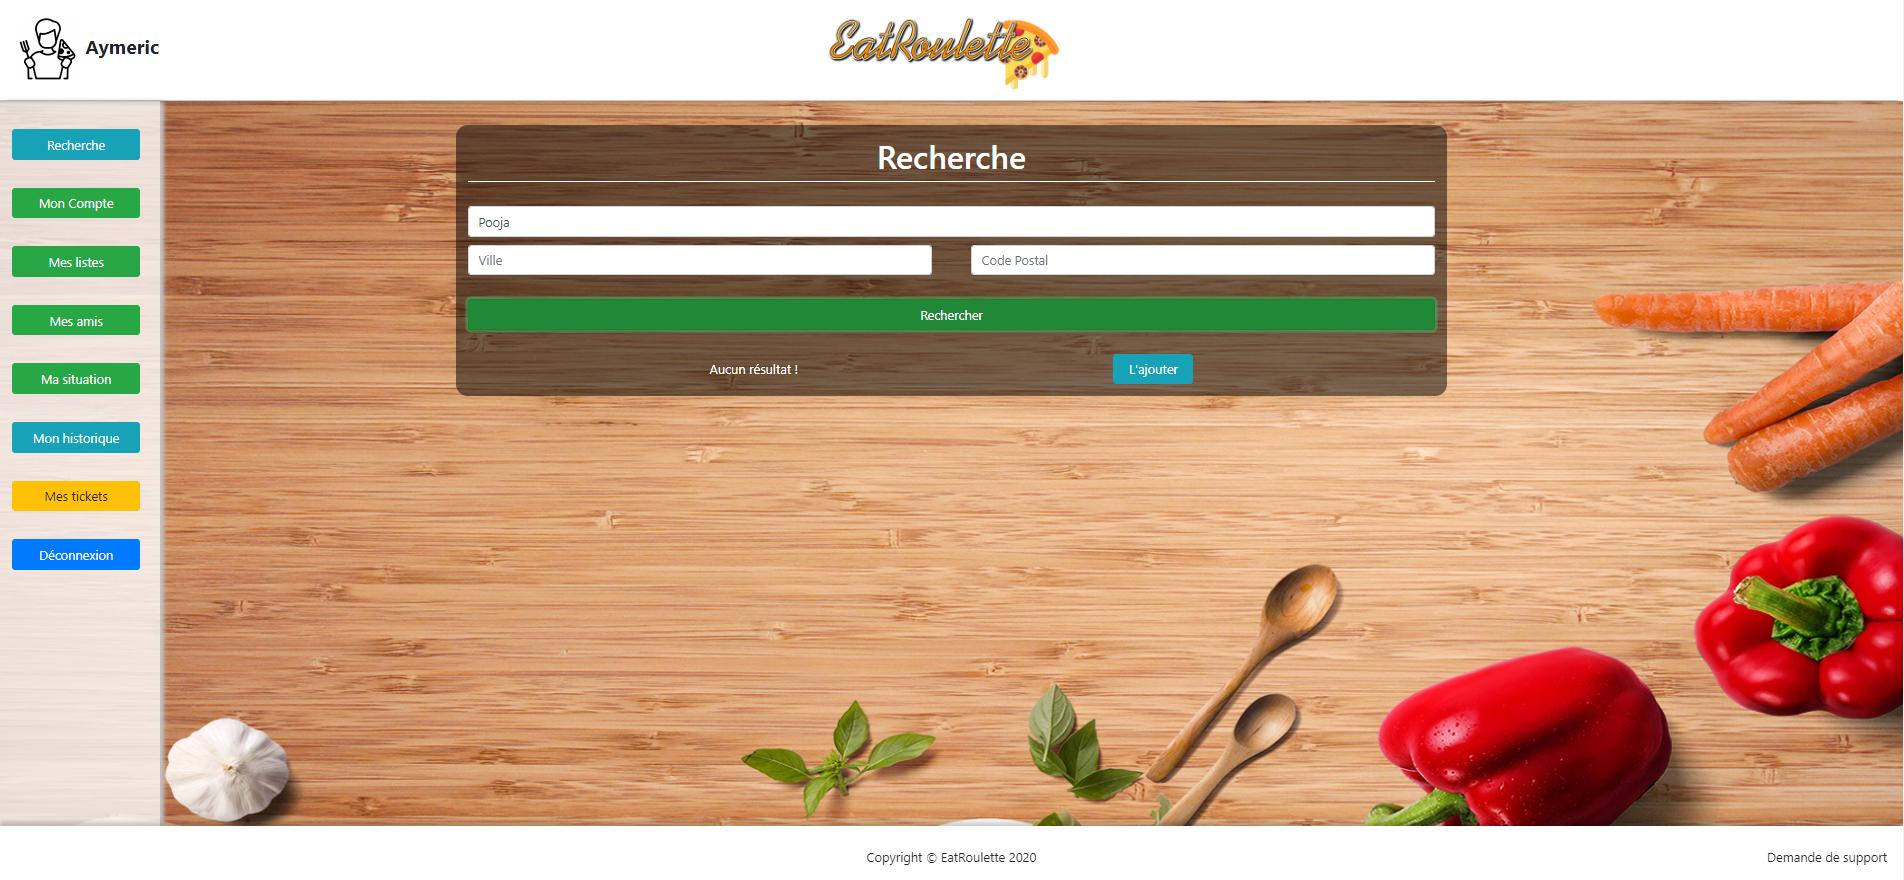 Aymeric
EatRoulette
Recherche
Mon Compte
Mes listes
Mes amis
Ma situation
Mon historique
Mes tickets
Déconnexion
Recherche
Pooja
Ville
Code Postal
Rechercher
Aucun résultat !
L'ajouter
Copyright © EatRoulette 2020
Demande de support